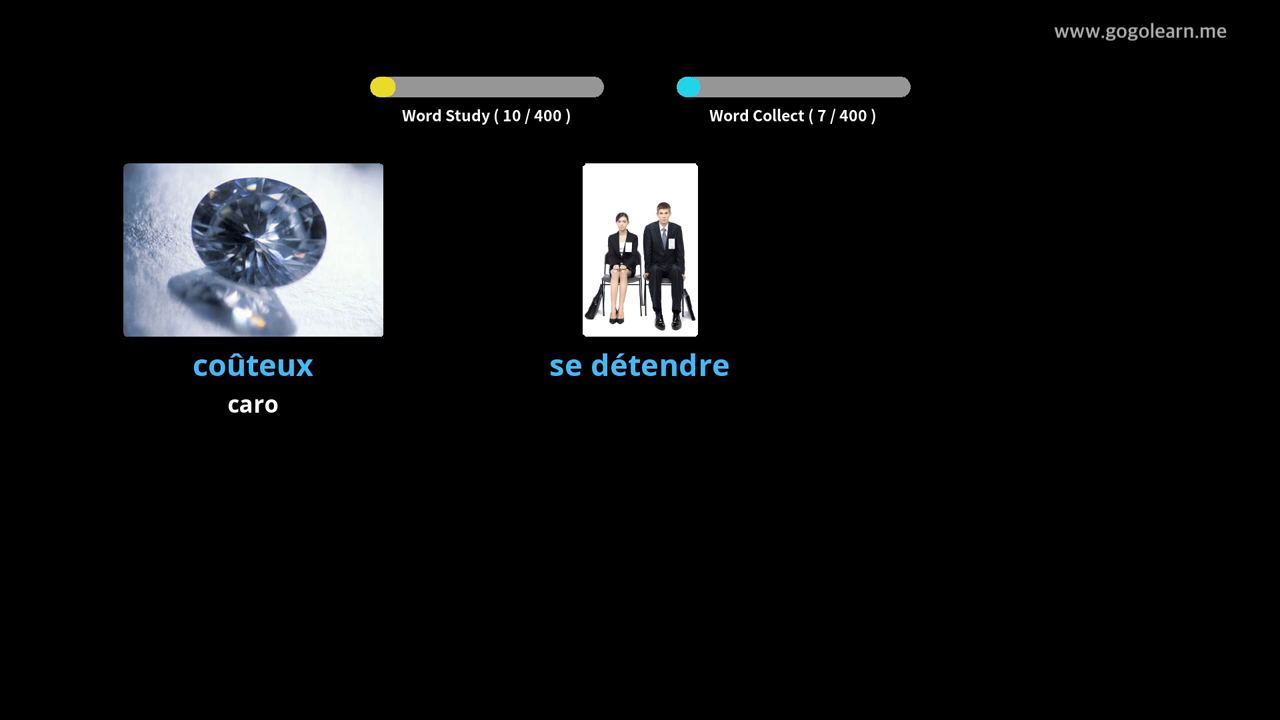 www.gogolearn.me
Word Study ( 10 / 400 )
Word Collect ( 7 / 400 )
coûteux
caro
se détendre